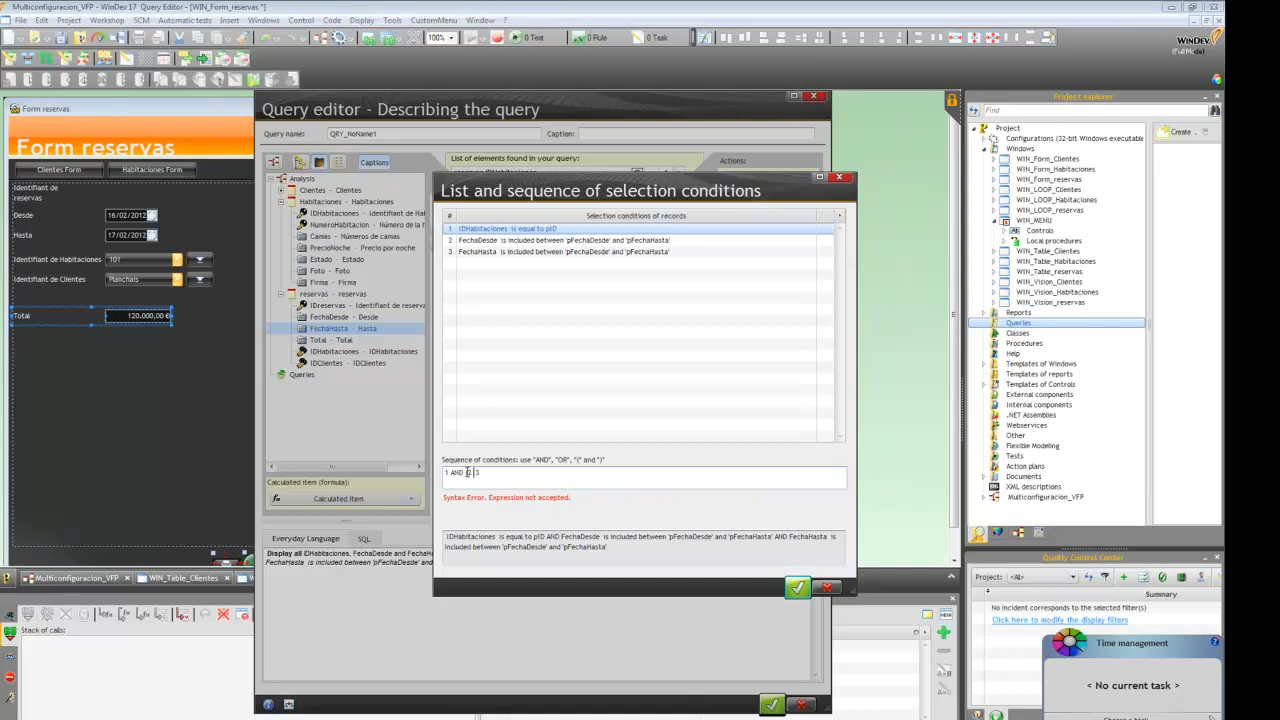 Multiconfiguracion_VFP - WinDev 17 Query Editor - [WIN_Form_reservas *]
File Edit Project Workshop SCM Automatic tests Insert Windows Control Code Display Tools CustomMenu Window ?
100% 0 Test 0 Rule 0 Task
WINDEV
(Full Mode)
Form reservas
Form reservas
Clientes Form Habitaciones Form
Identifiant de
reservas
Desde 16/02/2012
Hasta 17/02/2012
Identifiant de Habitaciones 101
Identifiant de Clientes Planchais
Total 120.000,00 €
Query editor - Describing the query
Query name: QRY_NoName1 Caption:
Captions
List of elements found in your query: Actions:
Analysis
Clientes - Clientes
Habitaciones - Habitaciones
IDHabitaciones - Identifiant de Hab
NumeroHabitacion - Número de Ha
Camas - Números de camas
PrecioNoche - Precio por noche
Estado - Estado
Foto - Foto
Firma - Firma
reservas - reservas
IDreservas - Identifiant de reserva
FechaDesde - Desde
FechaHasta - Hasta
Total - Total
IDHabitaciones - IDHabitaciones
IDClientes - IDClientes
Queries
Calculated item (formula):
Calculated item
Everyday Language SQL
Display all IDHabitaciones, FechaDesde and FechaH
FechaHasta is included between 'pFechaDesde' and
List and sequence of selection conditions
# Selection conditions of records
1 IDHabitaciones is equal to pID
2 FechaDesde is included between 'pFechaDesde' and 'pFechaHasta'
3 FechaHasta is included between 'pFechaDesde' and 'pFechaHasta'
Sequence of conditions: use "AND", "OR", "(" and ")"
1 AND (2 3
Syntax Error. Expression not accepted.
IDHabitaciones is equal to pID AND FechaDesde is included between 'pFechaDesde' and 'pFechaHasta' AND FechaHasta is
included between 'pFechaDesde' and 'pFechaHasta'
Project explorer
Find
Create ..
Project
Configurations (32-bit Windows executable
Windows
WIN_Form_Clientes
WIN_Form_Habitaciones
WIN_Form_reservas
WIN_LOOP_Clientes
WIN_LOOP_Habitaciones
WIN_LOOP_reservas
WIN_MENU
Controls
Local procedures
WIN_Table_Clientes
WIN_Table_Habitaciones
WIN_Table_reservas
WIN_Vision_Clientes
WIN_Vision_Habitaciones
WIN_Vision_reservas
Reports
Queries
Classes
Procedures
Help
Templates of Windows
Templates of reports
Templates of Controls
External components
Internal components
.NET Assemblies
Webservices
Other
Flexible Modeling
Tests
Action plans
XML descriptions
Multiconfiguracion_VFP
Quality Control Center
Project: <All>
Summary
No incident corresponds to the selected filter(s)
Click here to modify the display filters
Time management
< No current task >
Multiconfiguracion_VFP WIN_Table_Clientes
Stack of calls: